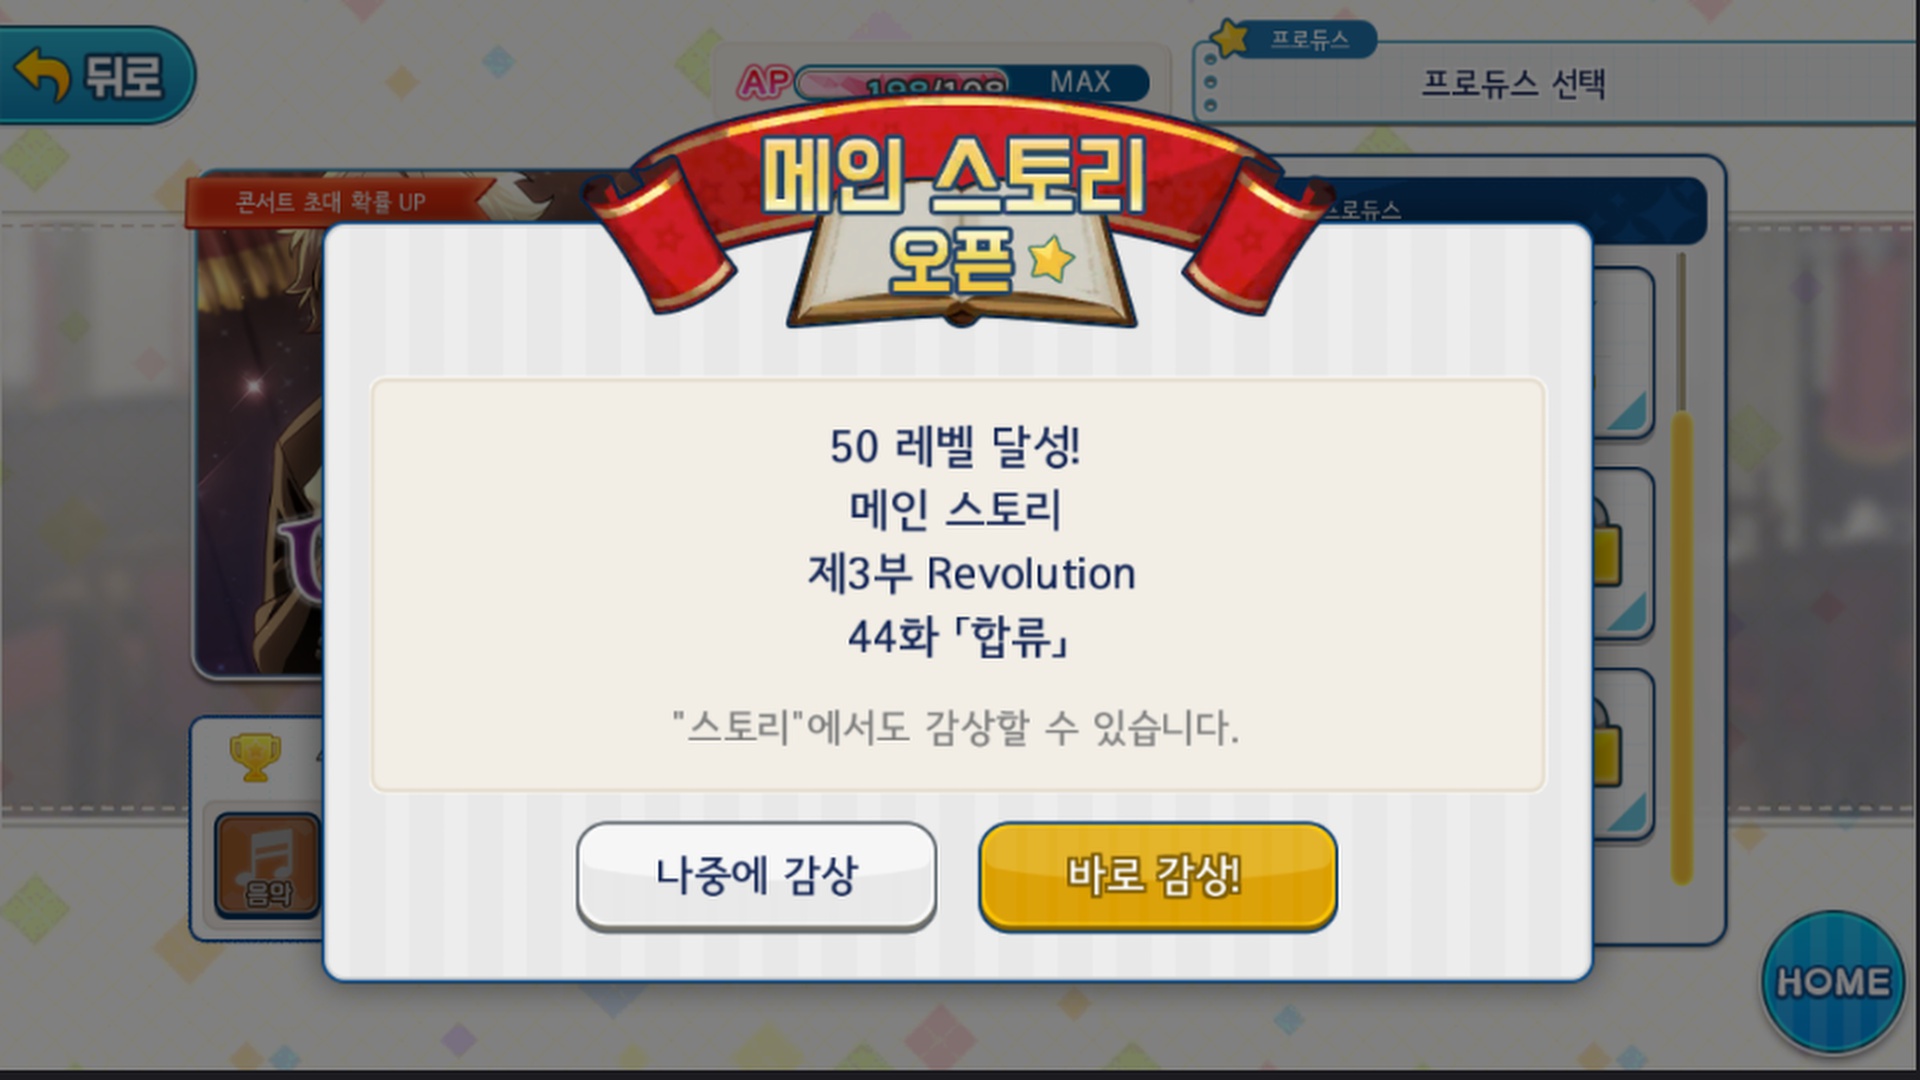 뒤로
AP
MAX
프로듀스
프로듀스 선택
콘서트 초대 확률 UP
메인 스토리
오픈
50 레벨 달성!
메인 스토리
제3부 Revolution
44화 「합류」
"스토리"에서도 감상할 수 있습니다.
음악
나중에 감상
바로 감상!
HOME